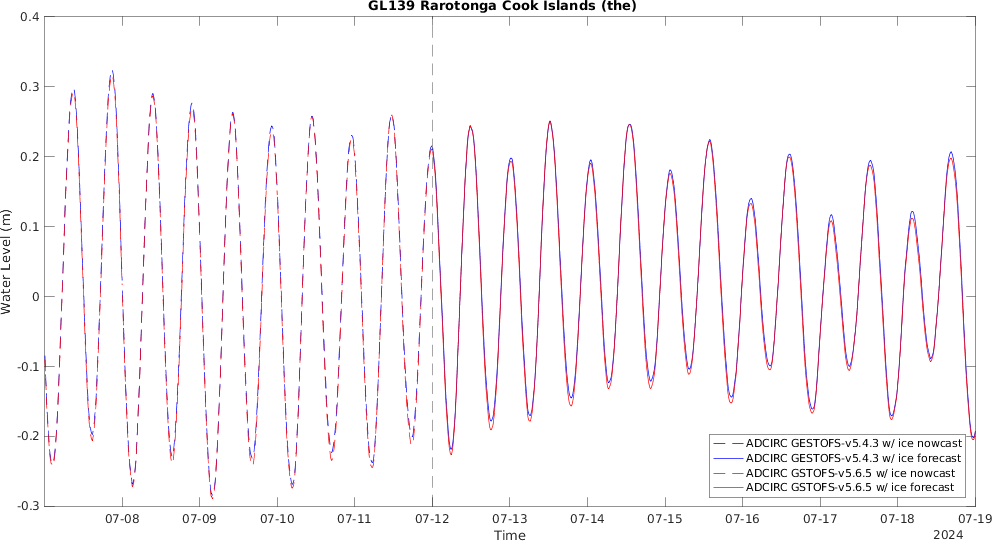 GL139 Rarotonga Cook Islands (the)
0.4
0.3
0.2
0.1
0
-0.1
-0.2
-0.3
Water Level (m)
ADCIRC GESTOFS-v5.4.3 w/ ice nowcast
ADCIRC GESTOFS-v5.4.3 w/ ice forecast
ADCIRC GSTOFS-v5.6.5 w/ ice nowcast
ADCIRC GSTOFS-v5.6.5 w/ ice forecast
07-08 07-09 07-10 07-11 07-12 07-13 07-14 07-15 07-16 07-17 07-18 07-19
Time
2024